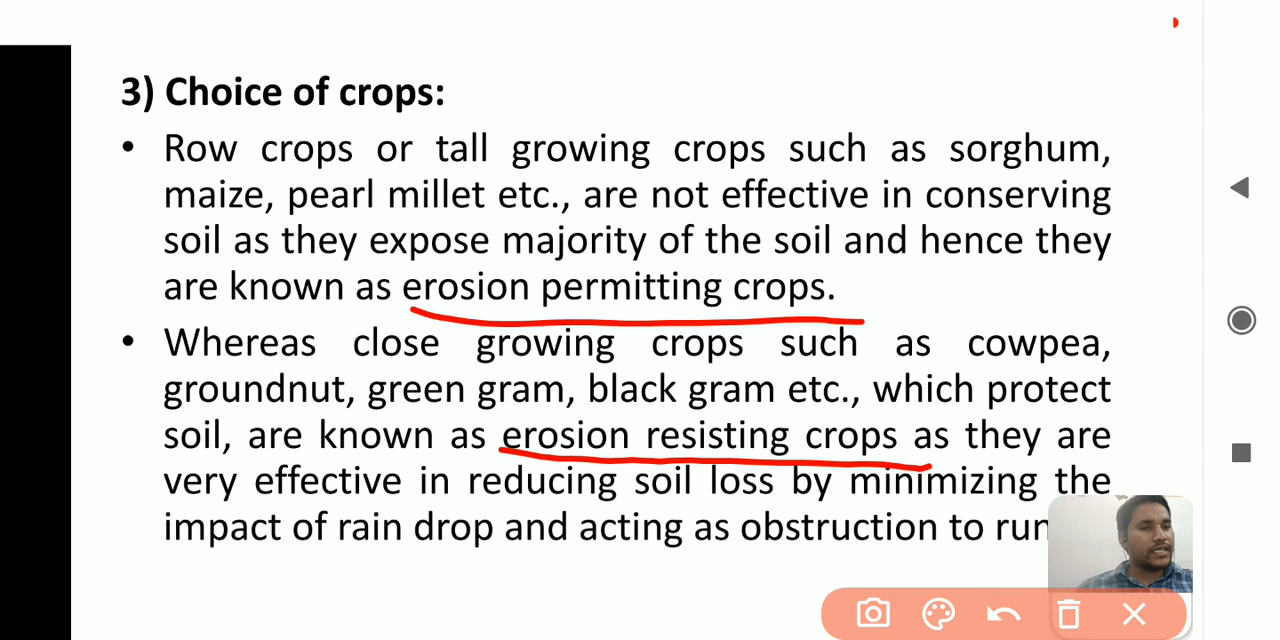 3) Choice of crops:
• Row crops or tall growing crops such as sorghum,
maize, pearl millet etc., are not effective in conserving
soil as they expose majority of the soil and hence they
are known as erosion permitting crops.
• Whereas close growing crops such as cowpea,
groundnut, green gram, black gram etc., which protect
soil, are known as erosion resisting crops as they are
very effective in reducing soil loss by minimizing the
impact of rain drop and acting as obstruction to